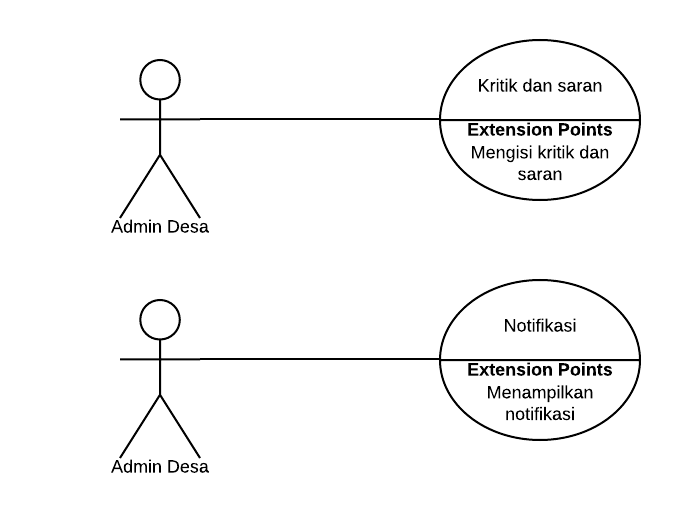 Kritik dan saran
Extension Points
Mengisi kritik dan
saran
Admin Desa
Notifikasi
Extension Points
Menampilkan
notifikasi
Admin Desa